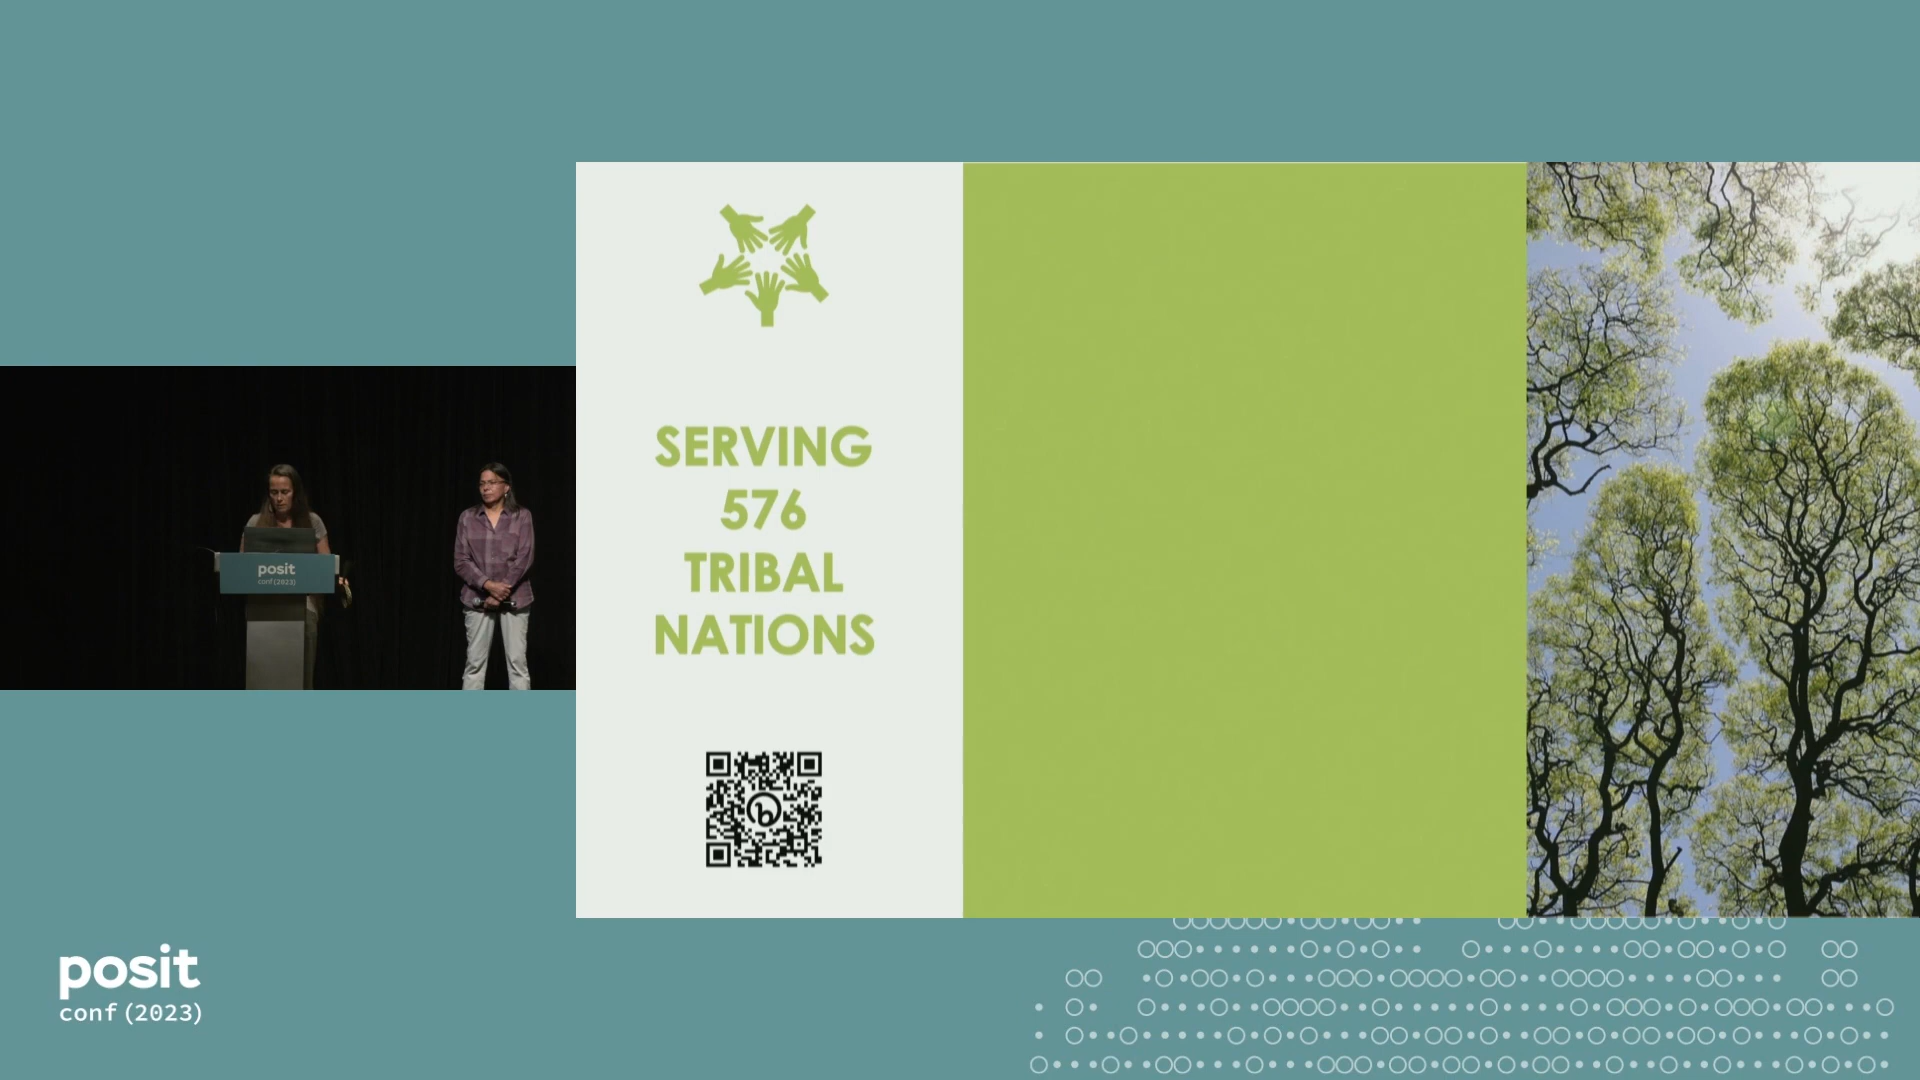 SERVING
576
TRIBAL
NATIONS
posit
conf(2023)
posit
conf(2023)